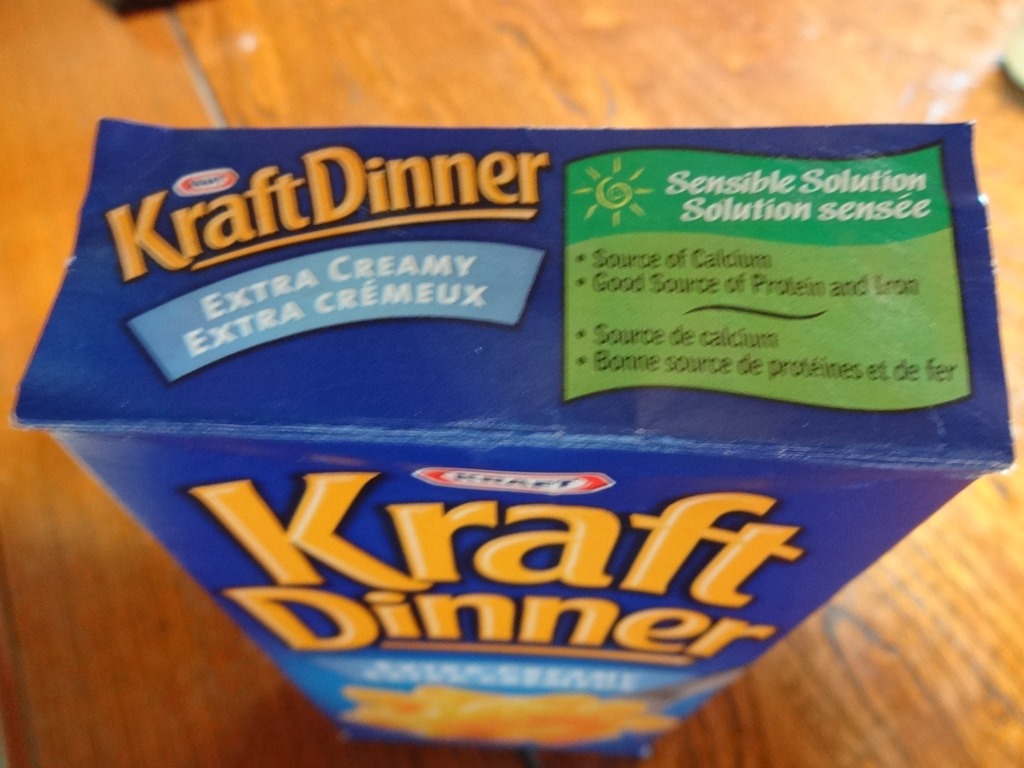 Kraft
Kraft Dinner
EXTRA CREAMY
EXTRA CRÉMEUX
Sensible Solution
Solution sensée
• Source of Calcium
• Good Source of Protein and Iron
• Source de calcium
• Bonne source de protéines et de fer
KRAFT
Kraft
Dinner